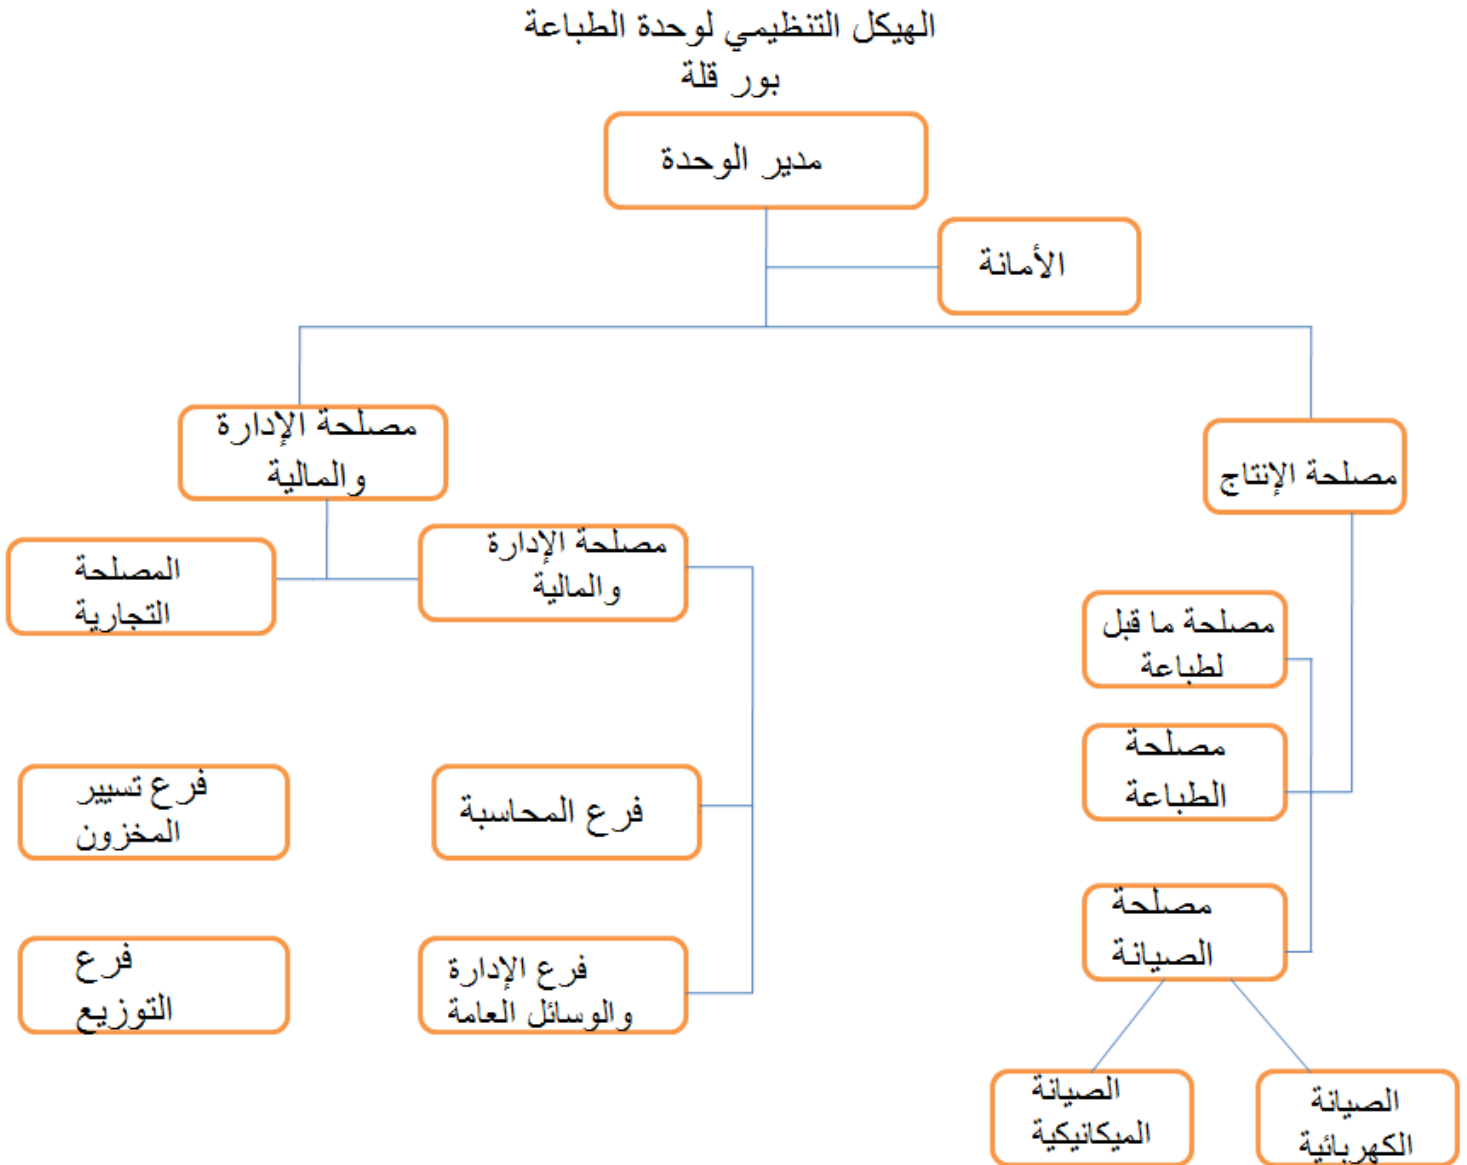 الهيكل التنظيمي لوحدة الطباعة
بور قلة
مدير الوحدة
الأمانة
مصلحة الإنتاج
مصلحة ما قبل
لطباعة
مصلحة
الطباعة
مصلحة
الصيانة
الصيانة
الكهربائية
الصيانة
الميكانيكية
مصلحة الإدارة
والمالية
مصلحة الإدارة
والمالية
فرع المحاسبة
فرع الإدارة
والوسائل العامة
المصلحة
التجارية
فرع تسيير
المخزون
فرع
التوزيع